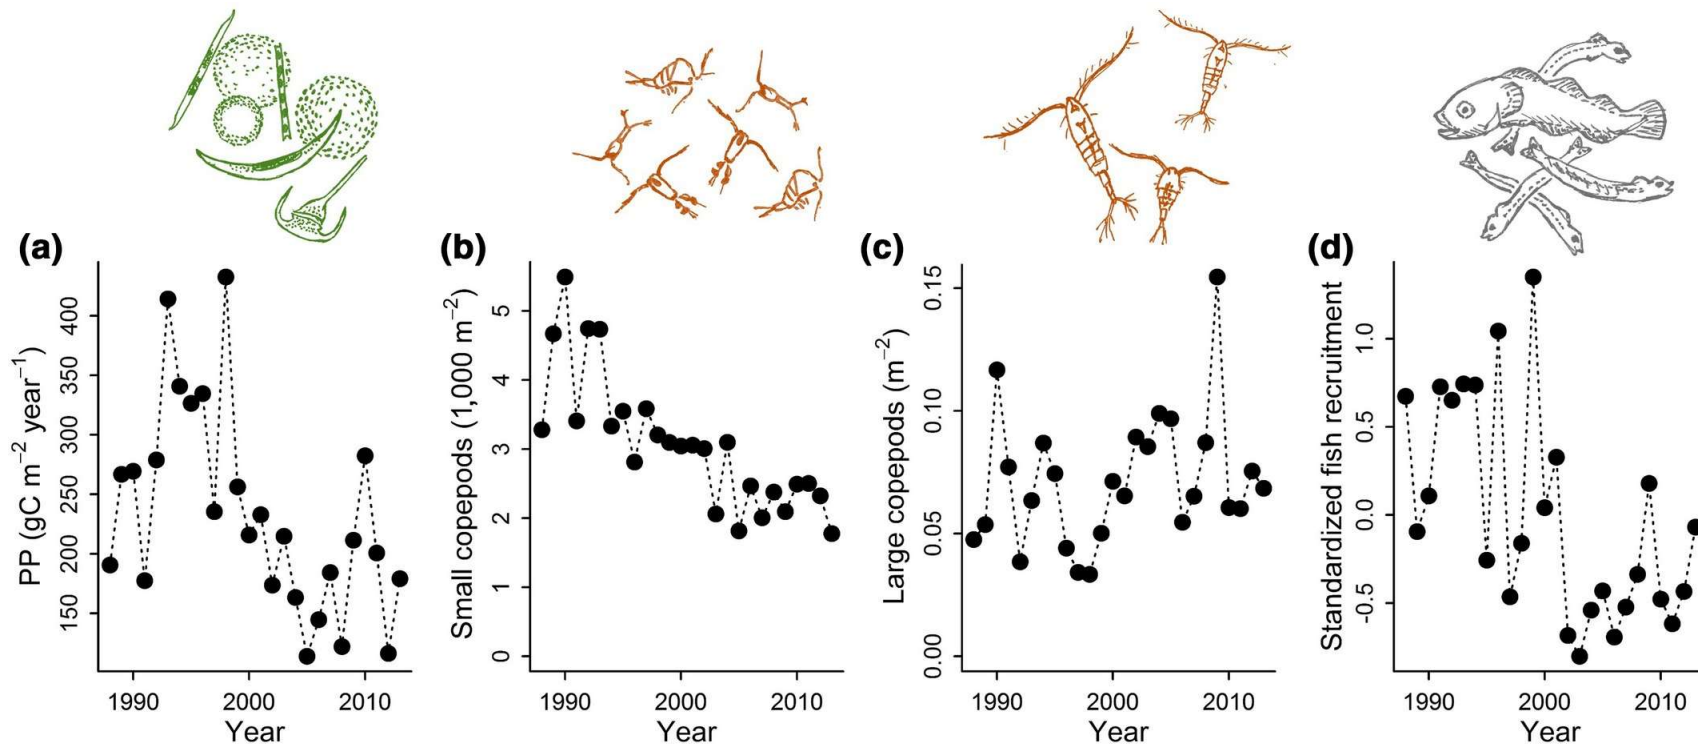 (a)
PP (gC m⁻² year⁻¹)
400
350
300
250
200
150
1990 2000 2010
Year
(b)
Small copepods (1,000 m⁻²)
5
4
3
2
1
0
1990 2000 2010
Year
(c)
Large copepods (m⁻²)
0.15
0.10
0.05
0.00
1990 2000 2010
Year
(d)
Standardized fish recruitment
1.0
0.5
0.0
-0.5
1990 2000 2010
Year